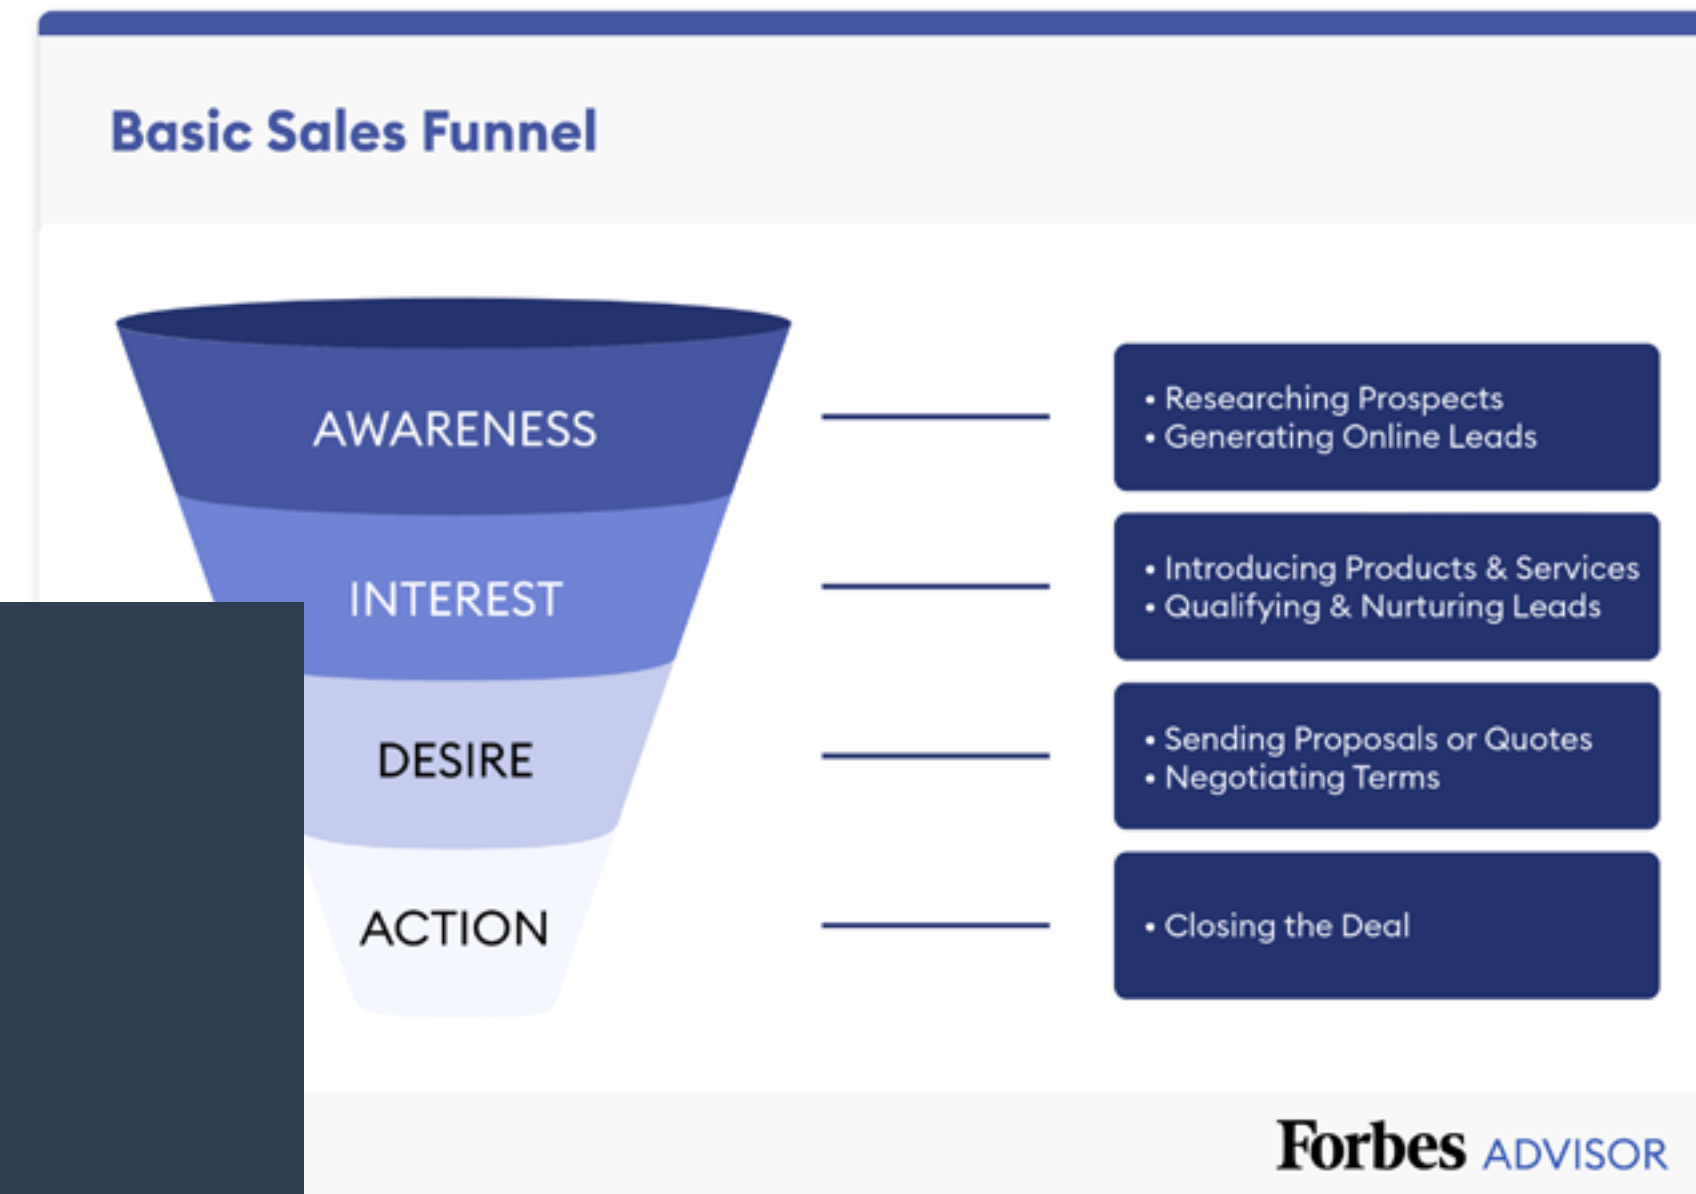 Basic Sales Funnel
AWARENESS
• Researching Prospects
• Generating Online Leads
INTEREST
• Introducing Products & Services
• Qualifying & Nurturing Leads
DESIRE
• Sending Proposals or Quotes
• Negotiating Terms
ACTION
• Closing the Deal
Forbes ADVISOR